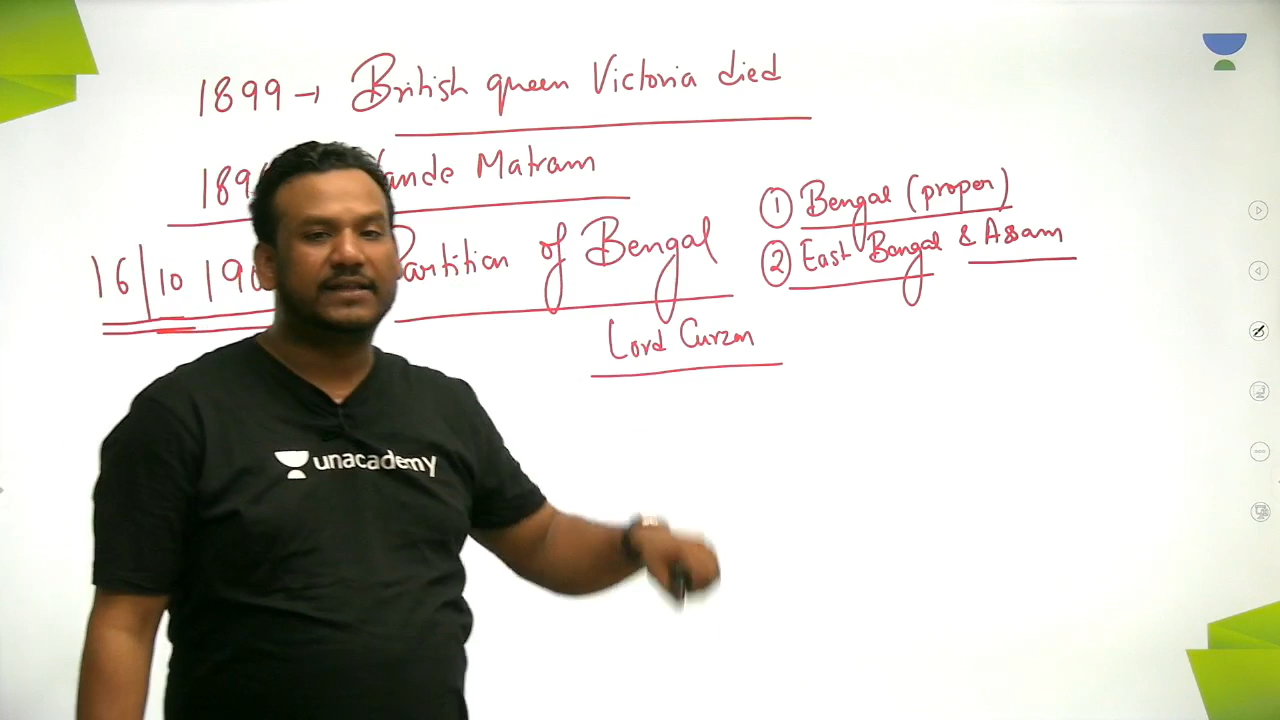 1899 → British queen Victoria died
189 ande Matram
16 | 10 | 190 artition of Bengal
① Bengal (proper)
② East Bengal & Assam
Lord Curzon
unacademy